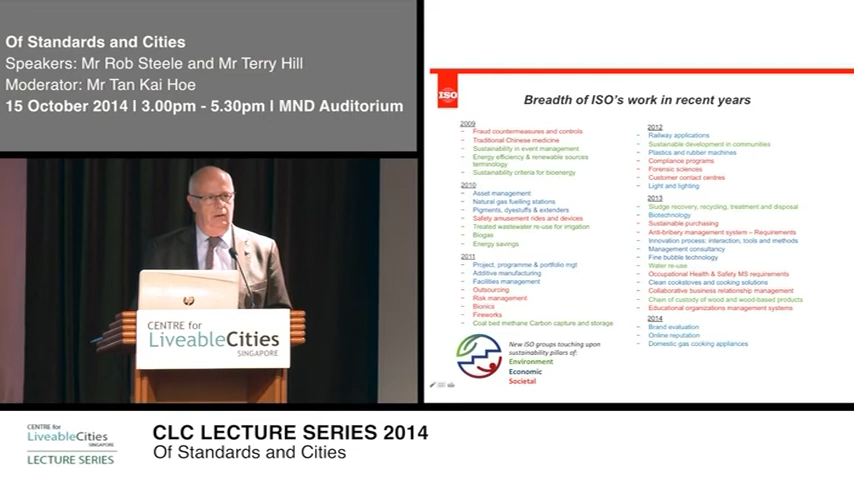 Of Standards and Cities
Speakers: Mr Rob Steele and Mr Terry Hill
Moderator: Mr Tan Kai Hoe
15 October 2014 I 3.00pm - 5.30pm I MND Auditorium
hp
CENTRE for
LiveableCities
SINGAPORE
ISO
Breadth of ISO's work in recent years
2009
- Fraud countermeasures and controls
- Traditional Chinese medicine
- Sustainability in event management
- Energy efficiency & renewable sources
terminology
- Sustainability criteria for bioenergy
2010
- Asset management
- Natural gas fuelling stations
- Pigments, dyestuffs & extenders
- Safety amusement rides and devices
- Treated wastewater re-use for irrigation
- Biogas
- Energy savings
2011
- Project, programme & portfolio mgt
- Additive manufacturing
- Facilities management
- Outsourcing
- Risk management
- Bionics
- Fireworks
- Coal bed methane Carbon capture and storage
New ISO groups touching upon
sustainability pillars of:
Environment
Economic
Societal
2012
- Railway applications
- Sustainable development in communities
- Plastics and rubber machines
- Compliance programs
- Forensic sciences
- Customer contact centres
- Light and lighting
2013
- Sludge recovery, recycling, treatment and disposal
- Biotechnology
- Sustainable purchasing
- Anti-bribery management system – Requirements
- Innovation process: interaction, tools and methods
- Management consultancy
- Fine bubble technology
- Water re-use
- Occupational Health & Safety MS requirements
- Clean cookstoves and cooking solutions
- Collaborative business relationship management
- Chain of custody of wood and wood-based products
- Educational organizations management systems
2014
- Brand evaluation
- Online reputation
- Domestic gas cooking appliances
CENTRE for
LiveableCities
SINGAPORE
LECTURE SERIES
CLC LECTURE SERIES 2014
Of Standards and Cities